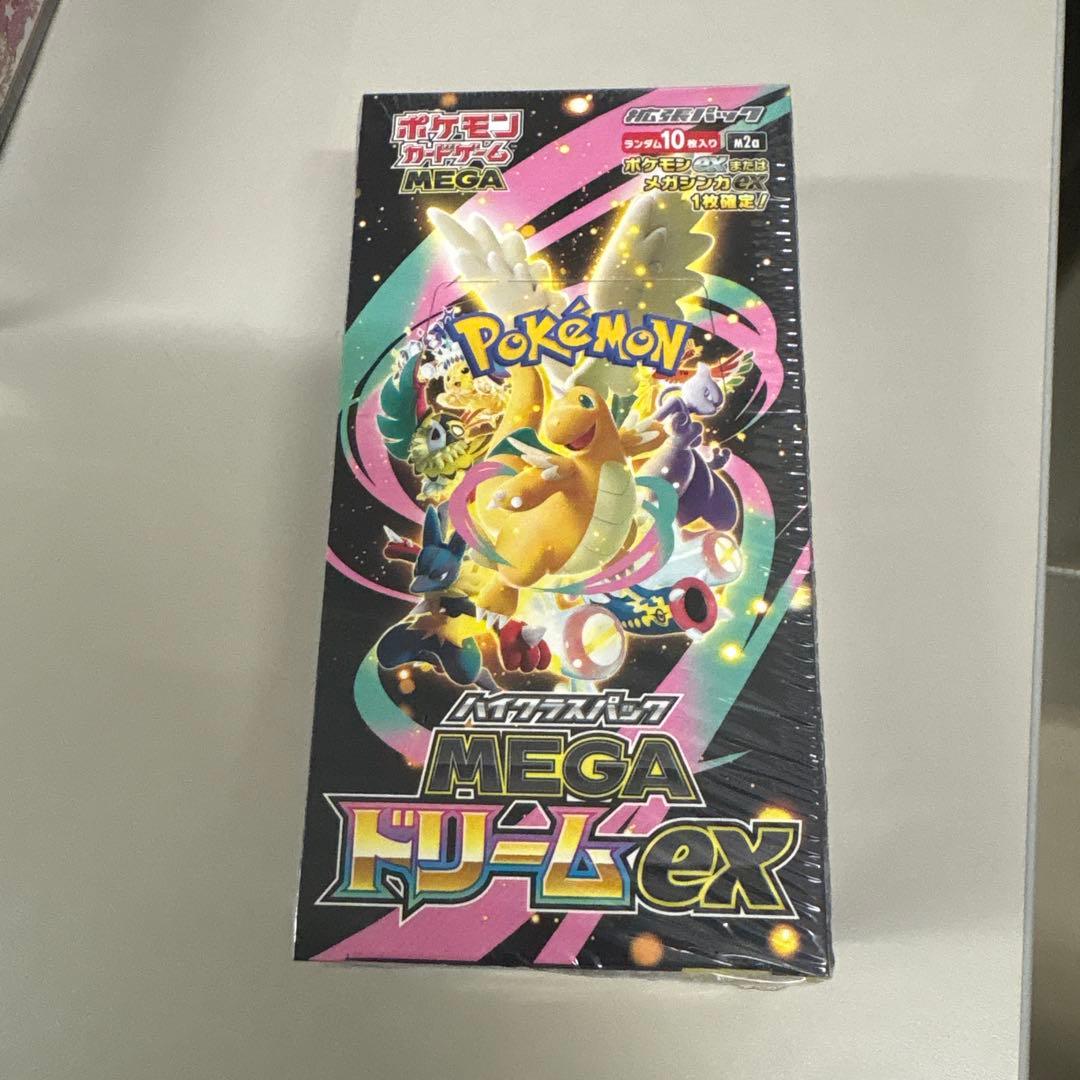 ポケモン
カードゲーム
MEGA
拡張パック
ランダム10枚入り M2a
ポケモンexまたは
メガシンカex
1枚確定!
POKéMON
ハイクラスパック
MEGA
ドリームex